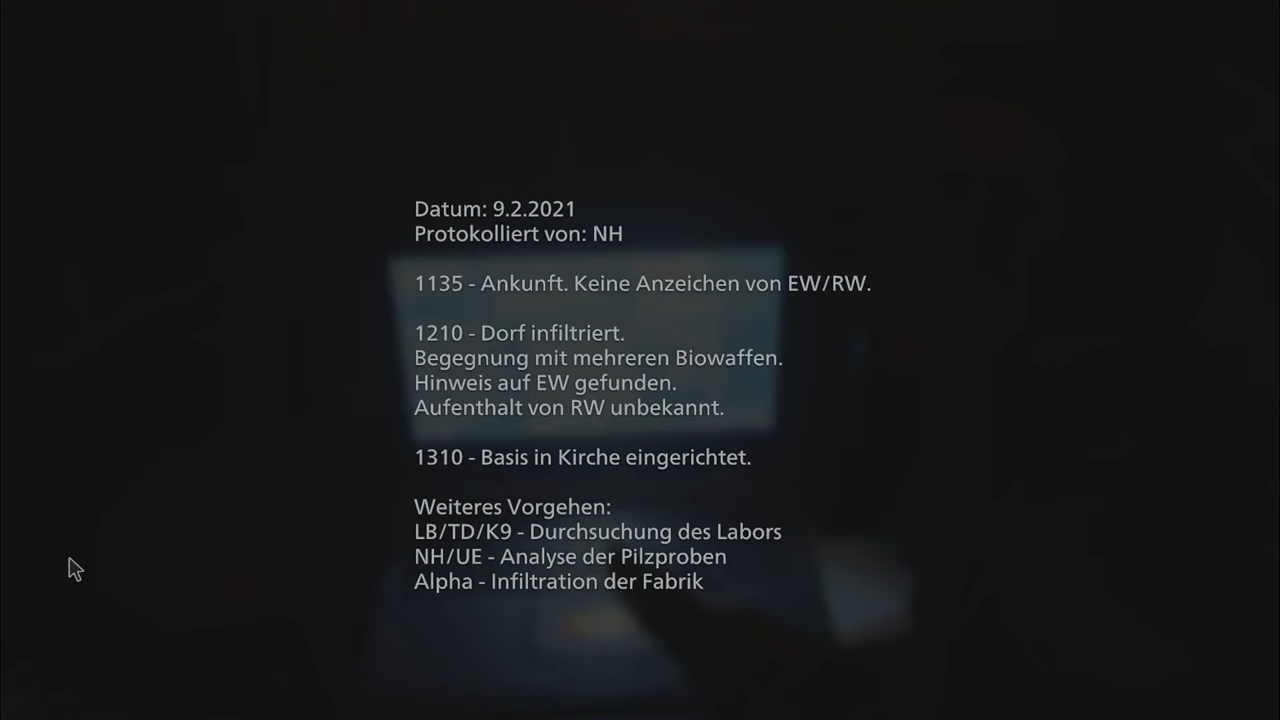 Datum: 9.2.2021
Protokolliert von: NH
1135 - Ankunft. Keine Anzeichen von EW/RW.
1210 - Dorf infiltriert.
Begegnung mit mehreren Biowaffen.
Hinweis auf EW gefunden.
Aufenthalt von RW unbekannt.
1310 - Basis in Kirche eingerichtet.
Weiteres Vorgehen:
LB/TD/K9 - Durchsuchung des Labors
NH/UE - Analyse der Pilzproben
Alpha - Infiltration der Fabrik